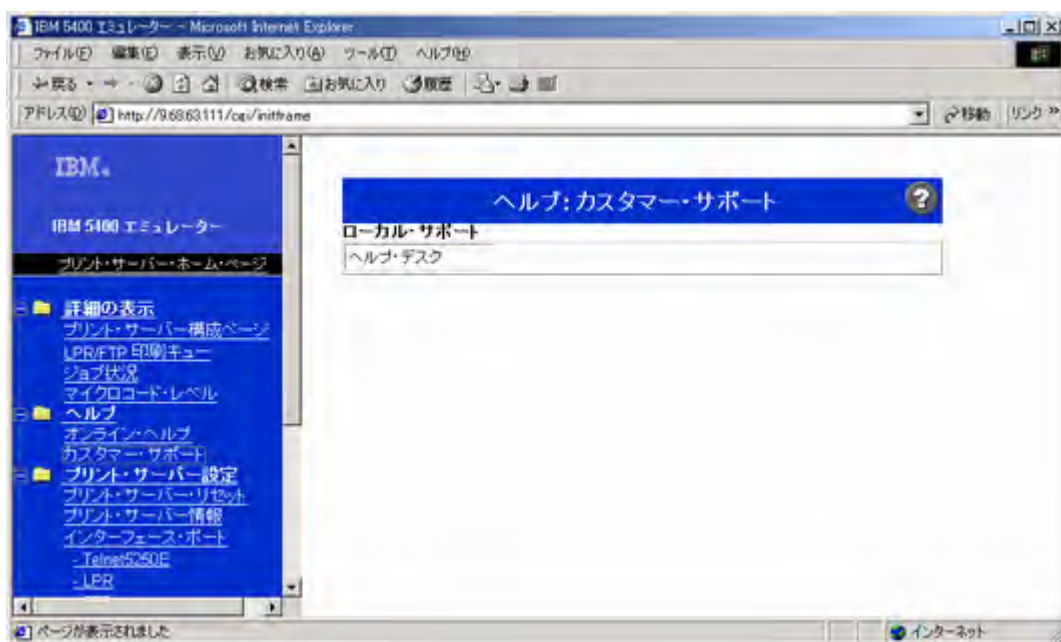 IBM 5400 エミュレーター - Microsoft Internet Explorer
ファイル(F) 編集(E) 表示(V) お気に入り(A) ツール(T) ヘルプ(H)
戻る 検索 お気に入り 履歴
アドレス(D) http://9.68.63.111/cgi/initframe 移動 リンク »
IBM®
IBM 5400 エミュレーター
プリント・サーバー・ホーム・ページ
詳細の表示
プリント・サーバー構成ページ
LPR/FTP 印刷キュー
ジョブ状況
マイクロコード・レベル
ヘルプ
オンライン・ヘルプ
カスタマー・サポート
プリント・サーバー設定
プリント・サーバー・リセット
プリント・サーバー情報
インターフェース・ポート
- Telnet5250E
- LPR
ヘルプ: カスタマー・サポート ?
ローカル・サポート
ヘルプ・デスク
ページが表示されました インターネット